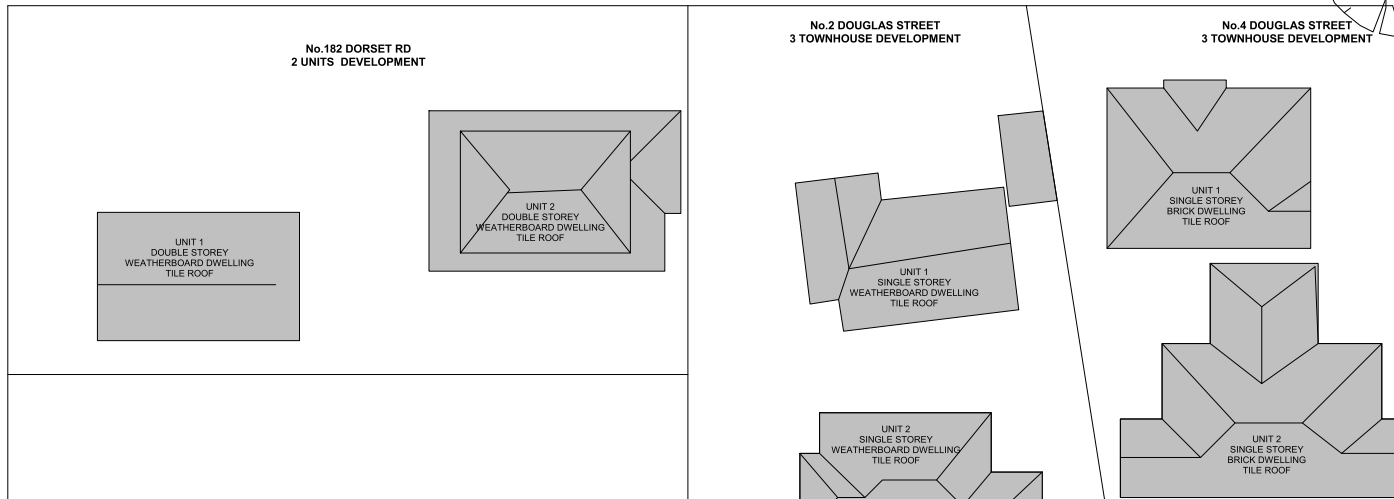 No.182 DORSET RD
2 UNITS DEVELOPMENT
UNIT 1
DOUBLE STOREY
WEATHERBOARD DWELLING
TILE ROOF
UNIT 2
DOUBLE STOREY
WEATHERBOARD DWELLING
TILE ROOF
No.2 DOUGLAS STREET
3 TOWNHOUSE DEVELOPMENT
UNIT 1
SINGLE STOREY
WEATHERBOARD DWELLING
TILE ROOF
UNIT 2
SINGLE STOREY
WEATHERBOARD DWELLING
TILE ROOF
No.4 DOUGLAS STREET
3 TOWNHOUSE DEVELOPMENT
UNIT 1
SINGLE STOREY
BRICK DWELLING
TILE ROOF
UNIT 2
SINGLE STOREY
BRICK DWELLING
TILE ROOF